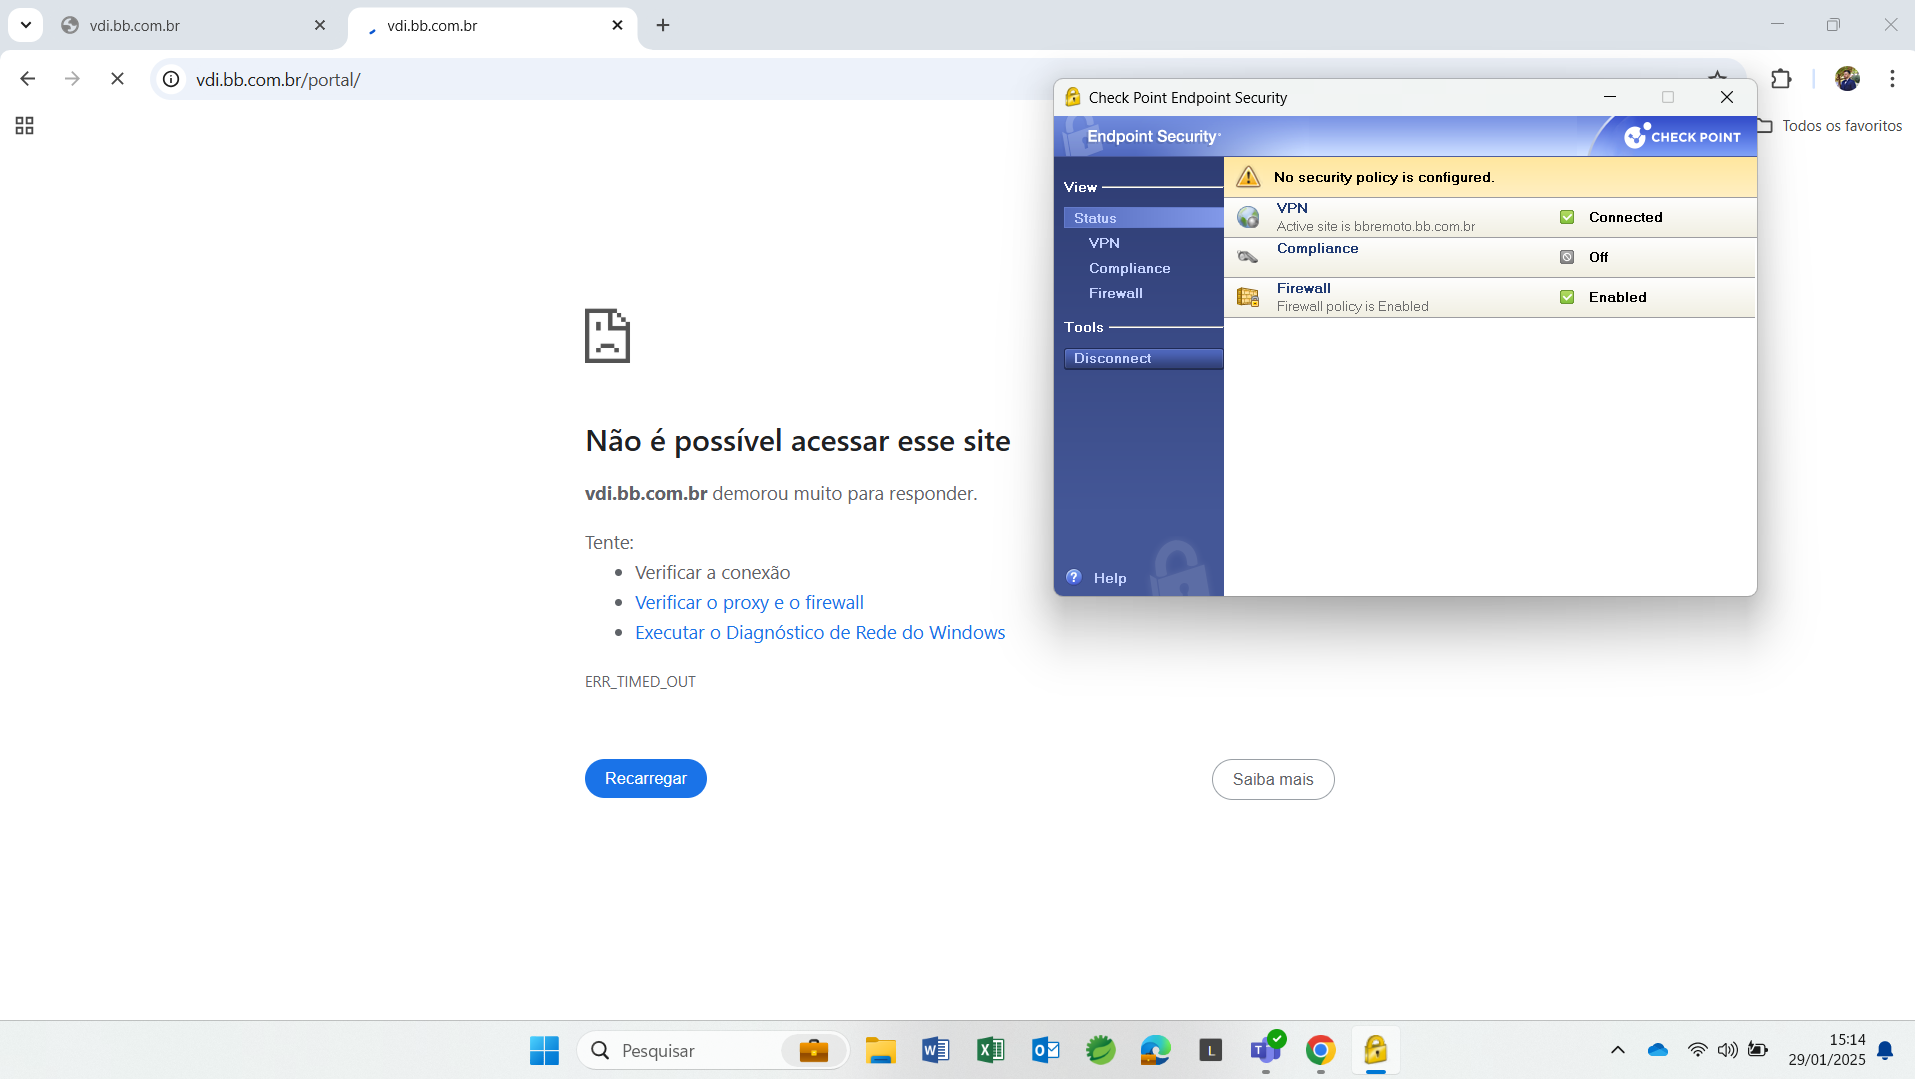 vdi.bb.com.br
vdi.bb.com.br
vdi.bb.com.br/portal/
Todos os favoritos
Check Point Endpoint Security
Endpoint Security
CHECK POINT
View
Status
VPN
Compliance
Firewall
Tools
Disconnect
Help
No security policy is configured.
VPN
Active site is bbremoto.bb.com.br
Connected
Compliance
Off
Firewall
Firewall policy is Enabled
Enabled
Não é possível acessar esse site
vdi.bb.com.br demorou muito para responder.
Tente:
Verificar a conexão
Verificar o proxy e o firewall
Executar o Diagnóstico de Rede do Windows
ERR_TIMED_OUT
Recarregar
Saiba mais
Pesquisar
L
15:14
29/01/2025